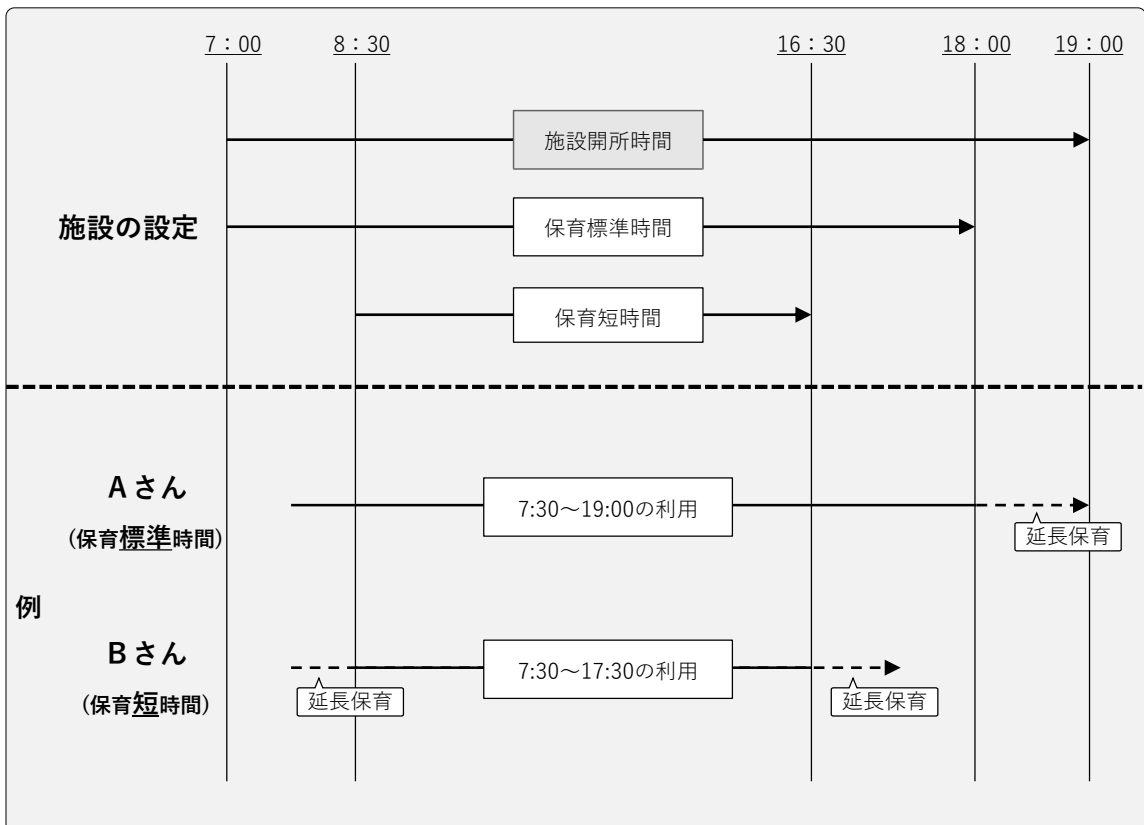 7：00 8：30 16：30 18：00 19：00
施設開所時間
施設の設定
保育標準時間
保育短時間
Aさん
(保育標準時間)
7:30～19:00の利用
延長保育
例
Bさん
(保育短時間)
7:30～17:30の利用
延長保育 延長保育